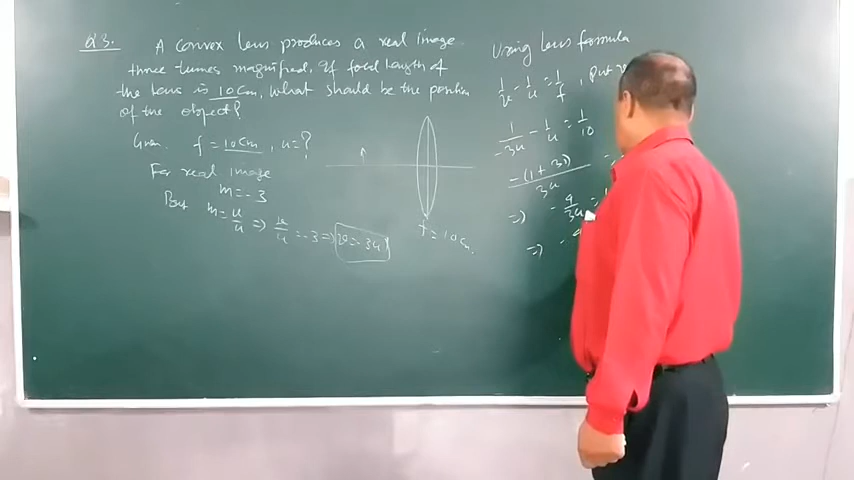 Q3. A convex lens produces a real image
three times magnified. If focal length of
the lens is 10 cm, what should be the position
of the object?
Given f = 10 cm, u = ?
For real image
m = -3
But m = v/u => v/u = -3 => v = -3u
f = 10 cm.
Using lens formula
1/v - 1/u = 1/f , Put
1/-3u - 1/u = 1/10
-(1+3)/3u =
=> -4/3u =
=> -4